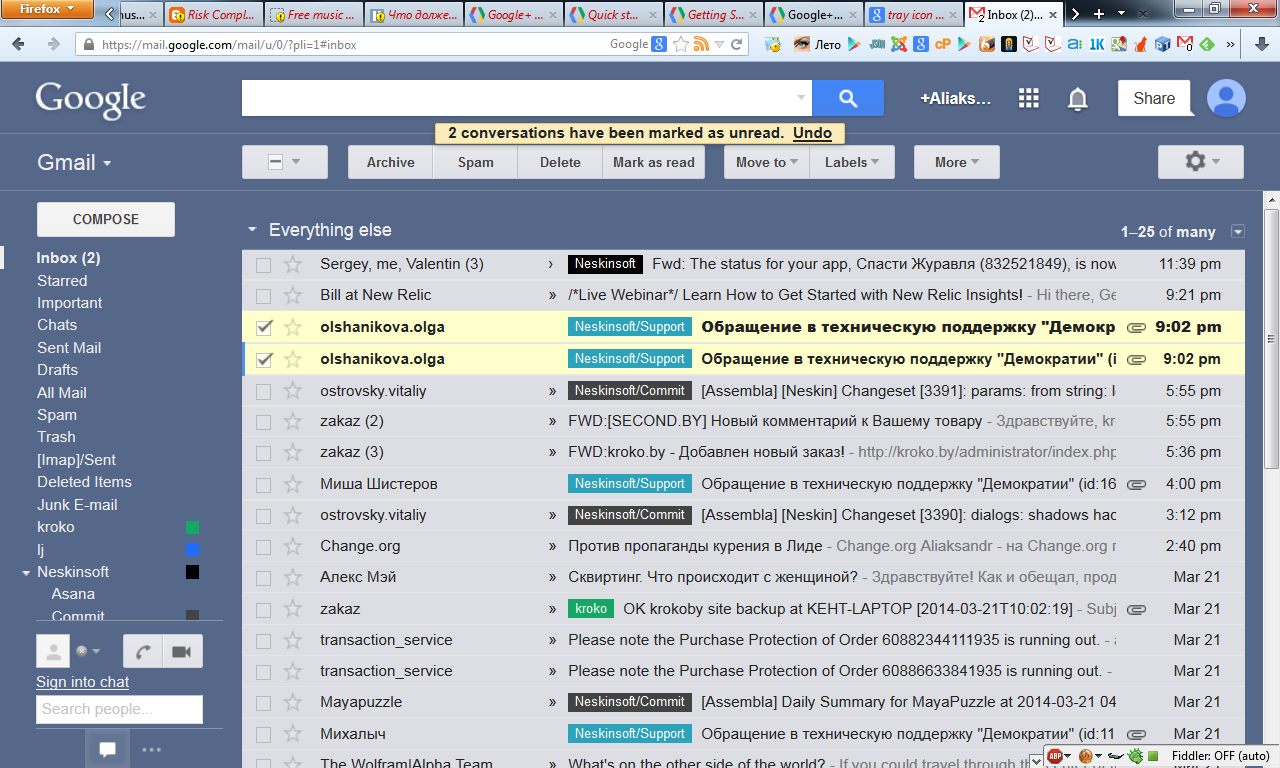 Firefox
nus...
Risk Compl...
Free music ...
Что долже...
Google+ ...
Quick st...
Getting S...
Google+...
tray icon ...
Inbox (2)...
https://mail.google.com/mail/u/0/?pli=1#inbox
Google
Лето
Google
+Aliaks...
Share
2 conversations have been marked as unread. Undo
Gmail
Archive Spam Delete Mark as read Move to Labels More
COMPOSE
Everything else
1–25 of many
Inbox (2)
Starred
Important
Chats
Sent Mail
Drafts
All Mail
Spam
Trash
[Imap]/Sent
Deleted Items
Junk E-mail
kroko
lj
Neskinsoft
Asana
Commit
Sign into chat
Search people...
Sergey, me, Valentin (3) › Neskinsoft Fwd: The status for your app, Спасти Журавля (832521849), is now 11:39 pm
Bill at New Relic » /*Live Webinar*/ Learn How to Get Started with New Relic Insights! - Hi there, Ge 9:21 pm
olshanikova.olga Neskinsoft/Support Обращение в техническую поддержку "Демокр 9:02 pm
olshanikova.olga Neskinsoft/Support Обращение в техническую поддержку "Демократии" (i 9:02 pm
ostrovsky.vitaliy » Neskinsoft/Commit [Assembla] [Neskin] Changeset [3391]: params: from string: l 5:55 pm
zakaz (2) » FWD:[SECOND.BY] Новый комментарий к Вашему товару - Здравствуйте, kr 5:55 pm
zakaz (3) » FWD:kroko.by - Добавлен новый заказ! - http://kroko.by/administrator/index.php 5:36 pm
Миша Шистеров Neskinsoft/Support Обращение в техническую поддержку "Демократии" (id:16 4:00 pm
ostrovsky.vitaliy » Neskinsoft/Commit [Assembla] [Neskin] Changeset [3390]: dialogs: shadows hac 3:12 pm
Change.org » Против пропаганды курения в Лиде - Change.org Aliaksandr - на Change.org п 2:40 pm
Алекс Мэй » Сквиртинг. Что происходит с женщиной? - Здравствуйте! Как и обещал, прод Mar 21
zakaz » kroko OK krokoby site backup at КЕНТ-LAPTOP [2014-03-21T10:02:19] - Subj Mar 21
transaction_service » Please note the Purchase Protection of Order 60882344111935 is running out. - Mar 21
transaction_service » Please note the Purchase Protection of Order 60886633841935 is running out. - Mar 21
Mayapuzzle » Neskinsoft/Commit [Assembla] Daily Summary for MayaPuzzle at 2014-03-21 04 Mar 21
Михалыч Neskinsoft/Support Обращение в техническую поддержку "Демократии" (id:11 Mar 21
The Wolfram|Alpha Team » What's on the other side of the world? - If you could travel through t
ABP
Fiddler: OFF (auto)